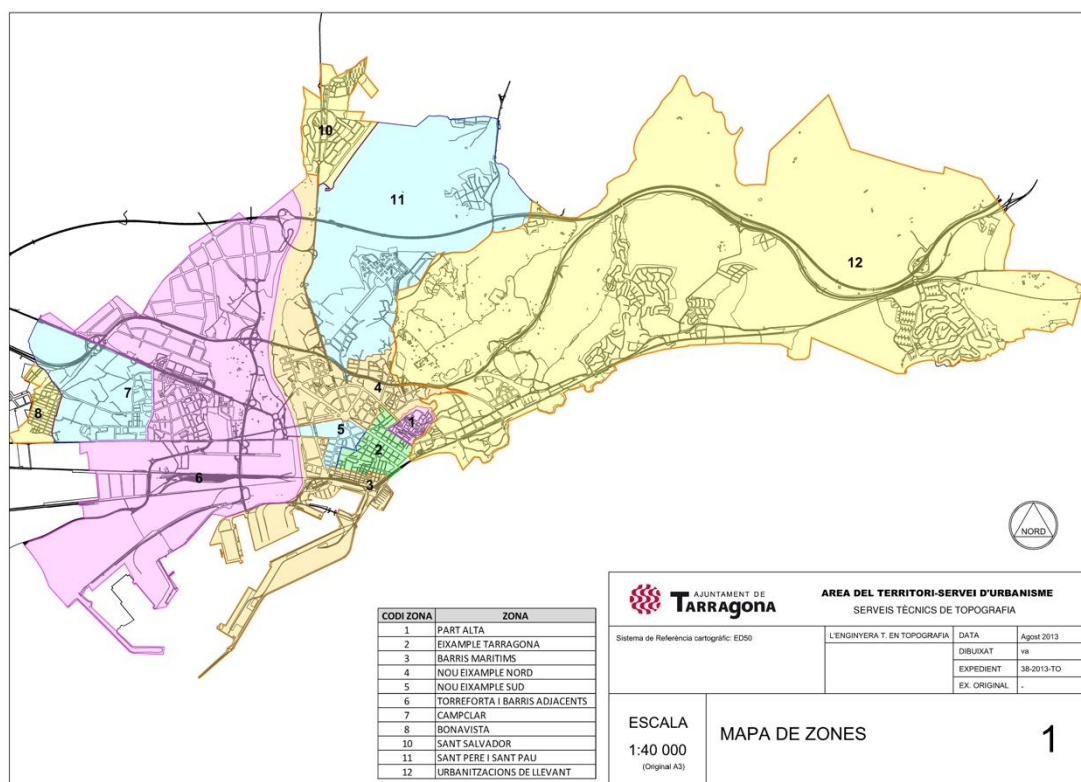 10
11
12
7
8
4
1
5
2
6
3
NORD
CODI ZONA ZONA
1 PART ALTA
2 EIXAMPLE TARRAGONA
3 BARRIS MARITIMS
4 NOU EIXAMPLE NORD
5 NOU EIXAMPLE SUD
6 TORREFORTA I BARRIS ADJACENTS
7 CAMPCLAR
8 BONAVISTA
10 SANT SALVADOR
11 SANT PERE I SANT PAU
12 URBANITZACIONS DE LLEVANT
AJUNTAMENT DE
TARRAGONA
AREA DEL TERRITORI-SERVEI D'URBANISME
SERVEIS TÈCNICS DE TOPOGRAFIA
Sistema de Referència cartogràfic: ED50
L'ENGINYERA T. EN TOPOGRAFIA
DATA Agost 2013
DIBUIXAT va
EXPEDIENT 38-2013-TO
EX. ORIGINAL -
ESCALA
1:40 000
(Original A3)
MAPA DE ZONES
1